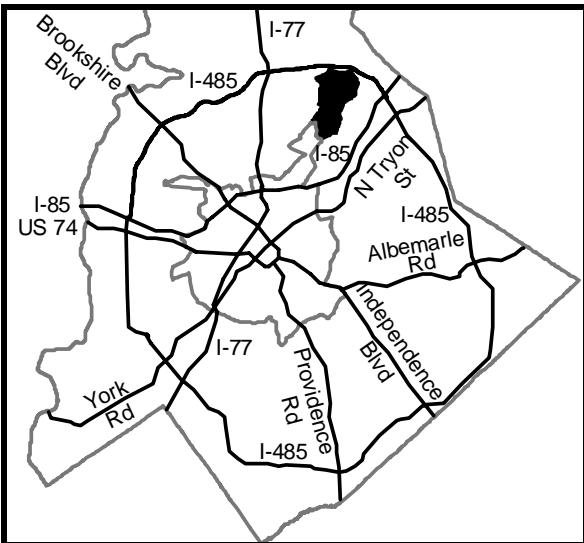 I-77
Brookshire
Blvd
I-485
I-85
N Tryon
St
I-85
US 74
I-485
Albemarle
Rd
Independence
Blvd
I-77
Providence
Rd
York
Rd
I-485